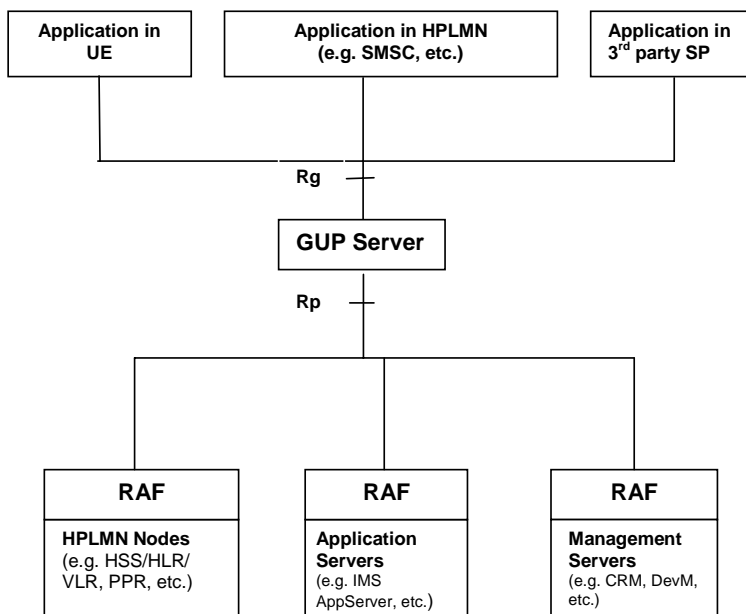 Application in
UE
Application in HPLMN
(e.g. SMSC, etc.)
Application in
3rd party SP
Rg
GUP Server
Rp
RAF
HPLMN Nodes
(e.g. HSS/HLR/
VLR, PPR, etc.)
RAF
Application
Servers
(e.g. IMS
AppServer, etc.)
RAF
Management
Servers
(e.g. CRM, DevM,
etc.)